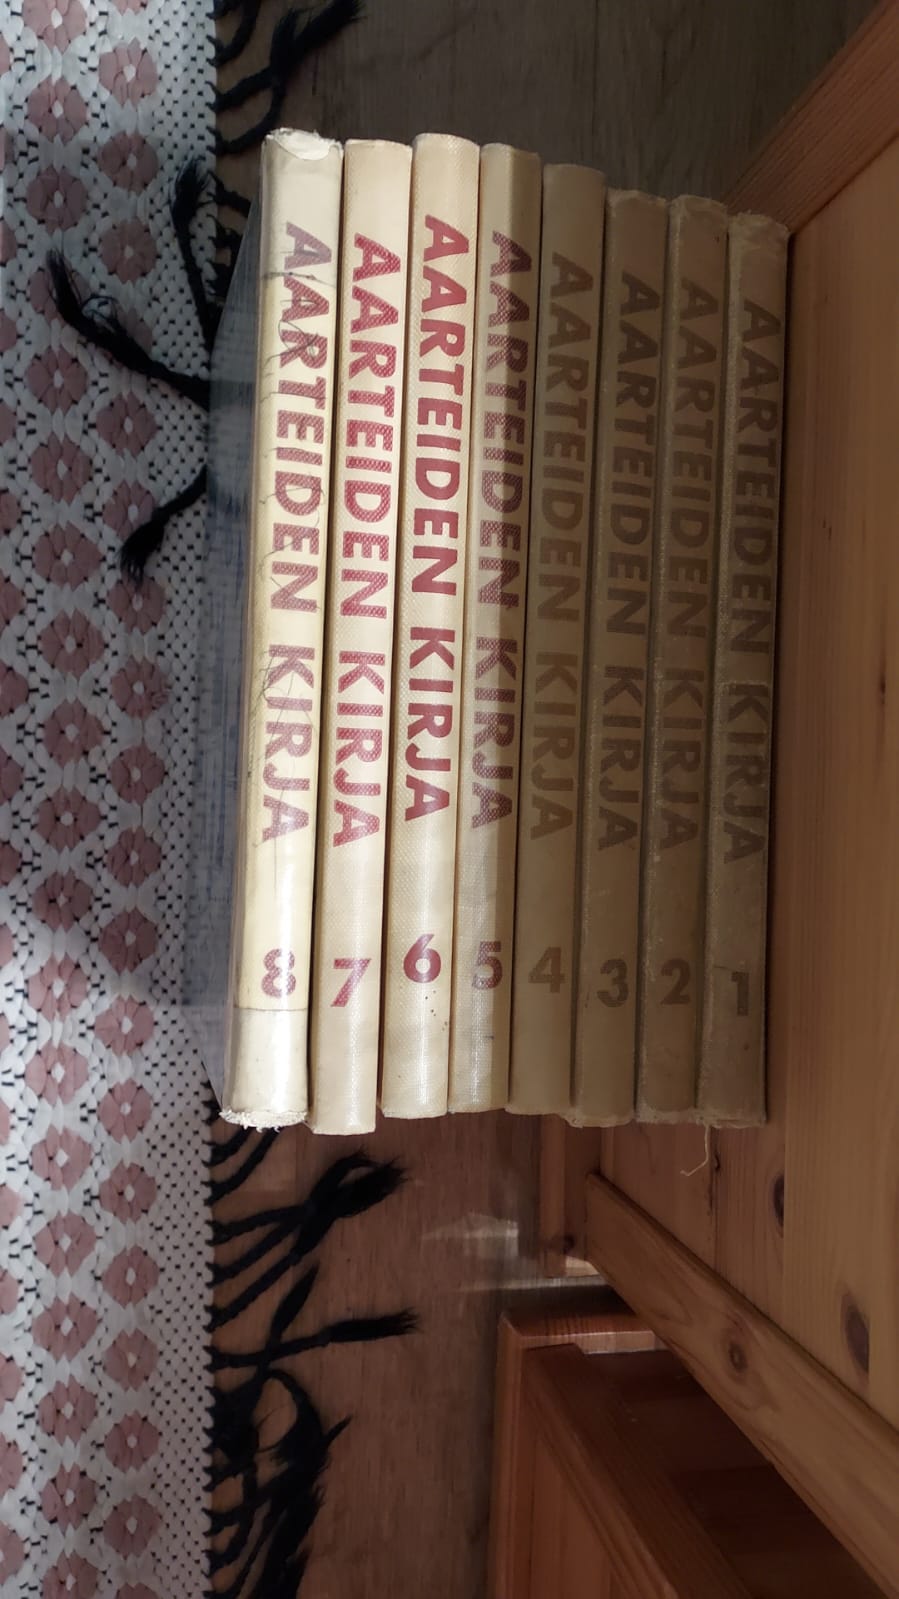 AARTEIDEN KIRJA 8
AARTEIDEN KIRJA 7
AARTEIDEN KIRJA 6
AARTEIDEN KIRJA 5
AARTEIDEN KIRJA 4
AARTEIDEN KIRJA 3
AARTEIDEN KIRJA 2
AARTEIDEN KIRJA 1